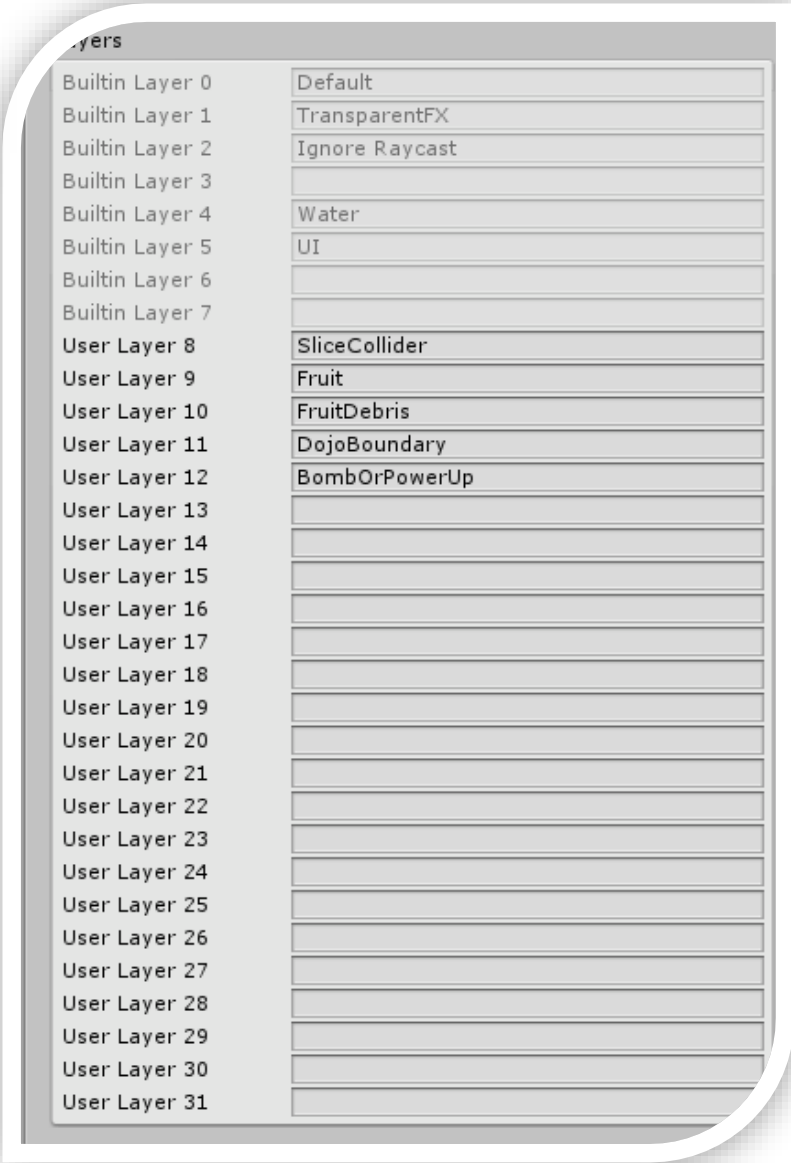 yers
Builtin Layer 0 Default
Builtin Layer 1 TransparentFX
Builtin Layer 2 Ignore Raycast
Builtin Layer 3
Builtin Layer 4 Water
Builtin Layer 5 UI
Builtin Layer 6
Builtin Layer 7
User Layer 8 SliceCollider
User Layer 9 Fruit
User Layer 10 FruitDebris
User Layer 11 DojoBoundary
User Layer 12 BombOrPowerUp
User Layer 13
User Layer 14
User Layer 15
User Layer 16
User Layer 17
User Layer 18
User Layer 19
User Layer 20
User Layer 21
User Layer 22
User Layer 23
User Layer 24
User Layer 25
User Layer 26
User Layer 27
User Layer 28
User Layer 29
User Layer 30
User Layer 31